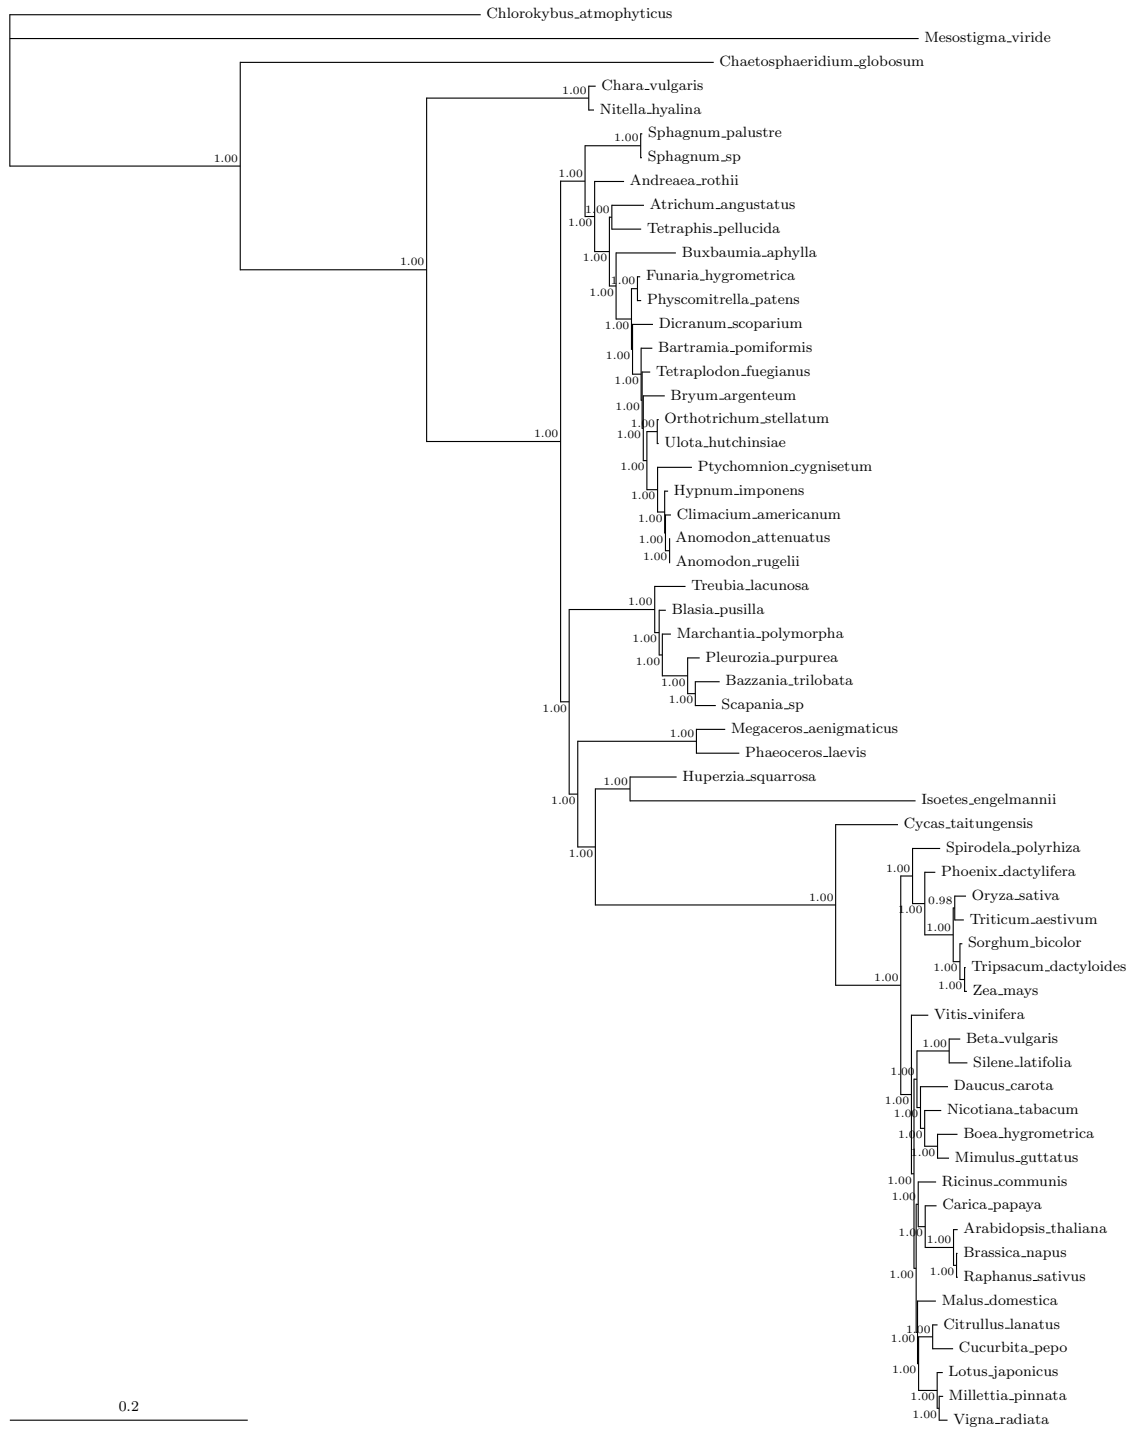 Chlorokybus_atmophyticus
Mesostigma_viride
Chaetosphaeridium_globosum
Chara_vulgaris
1.00
Nitella_hyalina
Sphagnum_palustre
1.00
Sphagnum_sp
1.00
1.00
Andreaea_rothii
Atrichum_angustatus
1.00
1.00
Tetraphis_pellucida
Buxbaumia_aphylla
1.00
1.00
Funaria_hygrometrica
1.00
1.00
Physcomitrella_patens
Dicranum_scoparium
1.00
Bartramia_pomiformis
1.00
Tetraplodon_fuegianus
1.00
Bryum_argenteum
1.00
Orthotrichum_stellatum
1.00
1.00
1.00
Ulota_hutchinsiae
Ptychomnion_cygnisetum
1.00
Hypnum_imponens
1.00
Climacium_americanum
1.00
Anomodon_attenuatus
1.00
Anomodon_rugelii
1.00
Treubia_lacunosa
1.00
Blasia_pusilla
Marchantia_polymorpha
1.00
Pleurozia_purpurea
1.00
Bazzania_trilobata
1.00
Scapania_sp
1.00
1.00
Megaceros_aenigmaticus
1.00
Phaeoceros_laevis
Huperzia_squarrosa
1.00
Isoetes_engelmannii
1.00
Cycas_taitungensis
Spirodela_polyrhiza
1.00
1.00
Phoenix_dactylifera
Oryza_sativa
1.00
0.98
1.00
Triticum_aestivum
1.00
Sorghum_bicolor
Tripsacum_dactyloides
1.00
1.00
Zea_mays
1.00
Vitis_vinifera
Beta_vulgaris
1.00
Silene_latifolia
1.00
Daucus_carota
1.00
Nicotiana_tabacum
1.00
Boea_hygrometrica
1.00
Mimulus_guttatus
1.00
Ricinus_communis
1.00
1.00
Carica_papaya
Arabidopsis_thaliana
1.00
1.00
Brassica_napus
Raphanus_sativus
1.00
1.00
Malus_domestica
Citrullus_lanatus
1.00
1.00
Cucurbita_pepo
Lotus_japonicus
1.00
Millettia_pinnata
1.00
0.2
Vigna_radiata
1.00